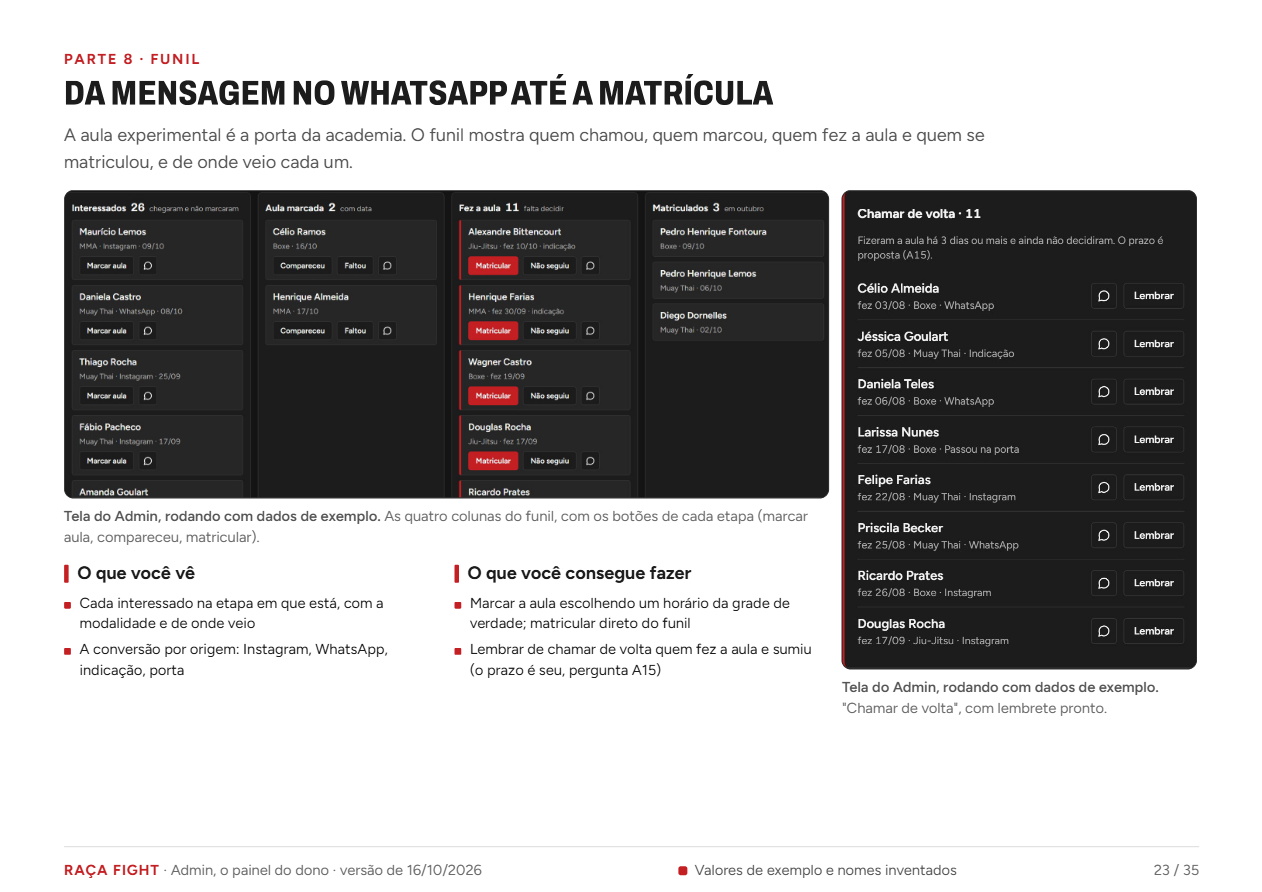 PARTE 8 · FUNIL
DA MENSAGEM NO WHATSAPP ATÉ A MATRÍCULA
A aula experimental é a porta da academia. O funil mostra quem chamou, quem marcou, quem fez a aula e quem se
matriculou, e de onde veio cada um.
Interessados 26 chegaram e não marcaram
Maurício Lemos
MMA · Instagram · 09/10
Marcar aula
Daniela Castro
Muay Thai · WhatsApp · 08/10
Marcar aula
Thiago Rocha
Muay Thai · Instagram · 25/09
Marcar aula
Fábio Pacheco
Muay Thai · Instagram · 17/09
Marcar aula
Amanda Goulart
Aula marcada 2 com data
Célio Ramos
Boxe · 16/10
Compareceu Faltou
Henrique Almeida
MMA · 17/10
Compareceu Faltou
Fez a aula 11 falta decidir
Alexandre Bittencourt
Jiu-Jitsu · fez 10/10 · indicação
Matricular Não seguiu
Henrique Farias
MMA · fez 30/09 · indicação
Matricular Não seguiu
Wagner Castro
Boxe · fez 19/09
Matricular Não seguiu
Douglas Rocha
Jiu-Jitsu · fez 17/09
Matricular Não seguiu
Ricardo Prates
Matriculados 3 em outubro
Pedro Henrique Fontoura
Boxe · 09/10
Pedro Henrique Lemos
Muay Thai · 06/10
Diego Dornelles
Muay Thai · 02/10
Tela do Admin, rodando com dados de exemplo. As quatro colunas do funil, com os botões de cada etapa (marcar
aula, compareceu, matricular).
O que você vê
Cada interessado na etapa em que está, com a
modalidade e de onde veio
A conversão por origem: Instagram, WhatsApp,
indicação, porta
O que você consegue fazer
Marcar a aula escolhendo um horário da grade de
verdade; matricular direto do funil
Lembrar de chamar de volta quem fez a aula e sumiu
(o prazo é seu, pergunta A15)
Chamar de volta · 11
Fizeram a aula há 3 dias ou mais e ainda não decidiram. O prazo é
proposta (A15).
Célio Almeida
fez 03/08 · Boxe · WhatsApp
Lembrar
Jéssica Goulart
fez 05/08 · Muay Thai · Indicação
Lembrar
Daniela Teles
fez 06/08 · Boxe · WhatsApp
Lembrar
Larissa Nunes
fez 17/08 · Boxe · Passou na porta
Lembrar
Felipe Farias
fez 22/08 · Muay Thai · Instagram
Lembrar
Priscila Becker
fez 25/08 · Muay Thai · WhatsApp
Lembrar
Ricardo Prates
fez 26/08 · Boxe · Instagram
Lembrar
Douglas Rocha
fez 17/09 · Jiu-Jitsu · Instagram
Lembrar
Tela do Admin, rodando com dados de exemplo.
"Chamar de volta", com lembrete pronto.
RAÇA FIGHT · Admin, o painel do dono · versão de 16/10/2026
Valores de exemplo e nomes inventados
23 / 35